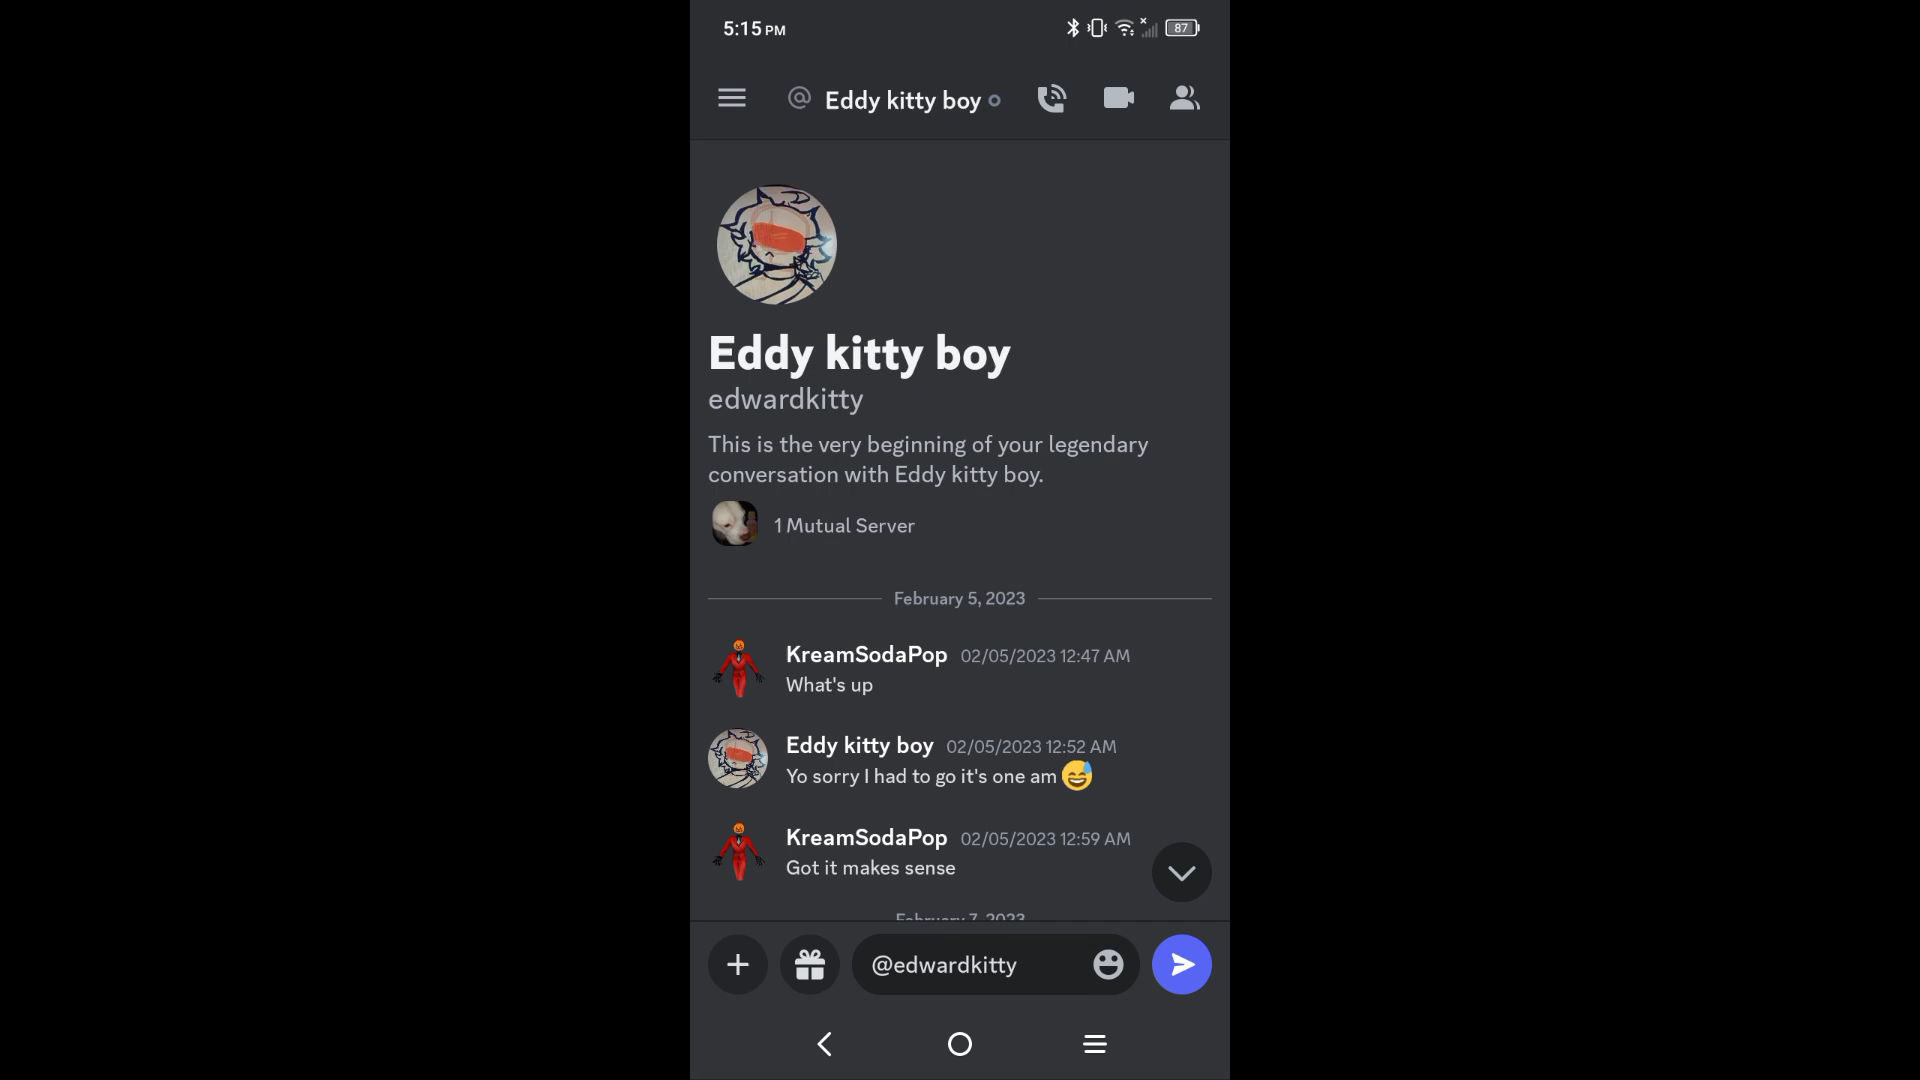 5:15 PM
87
@ Eddy kitty boy
Eddy kitty boy
edwardkitty
This is the very beginning of your legendary
conversation with Eddy kitty boy.
1 Mutual Server
February 5, 2023
KreamSodaPop 02/05/2023 12:47 AM
What's up
Eddy kitty boy 02/05/2023 12:52 AM
Yo sorry I had to go it's one am 😅
KreamSodaPop 02/05/2023 12:59 AM
Got it makes sense
February 7, 2023
@edwardkitty